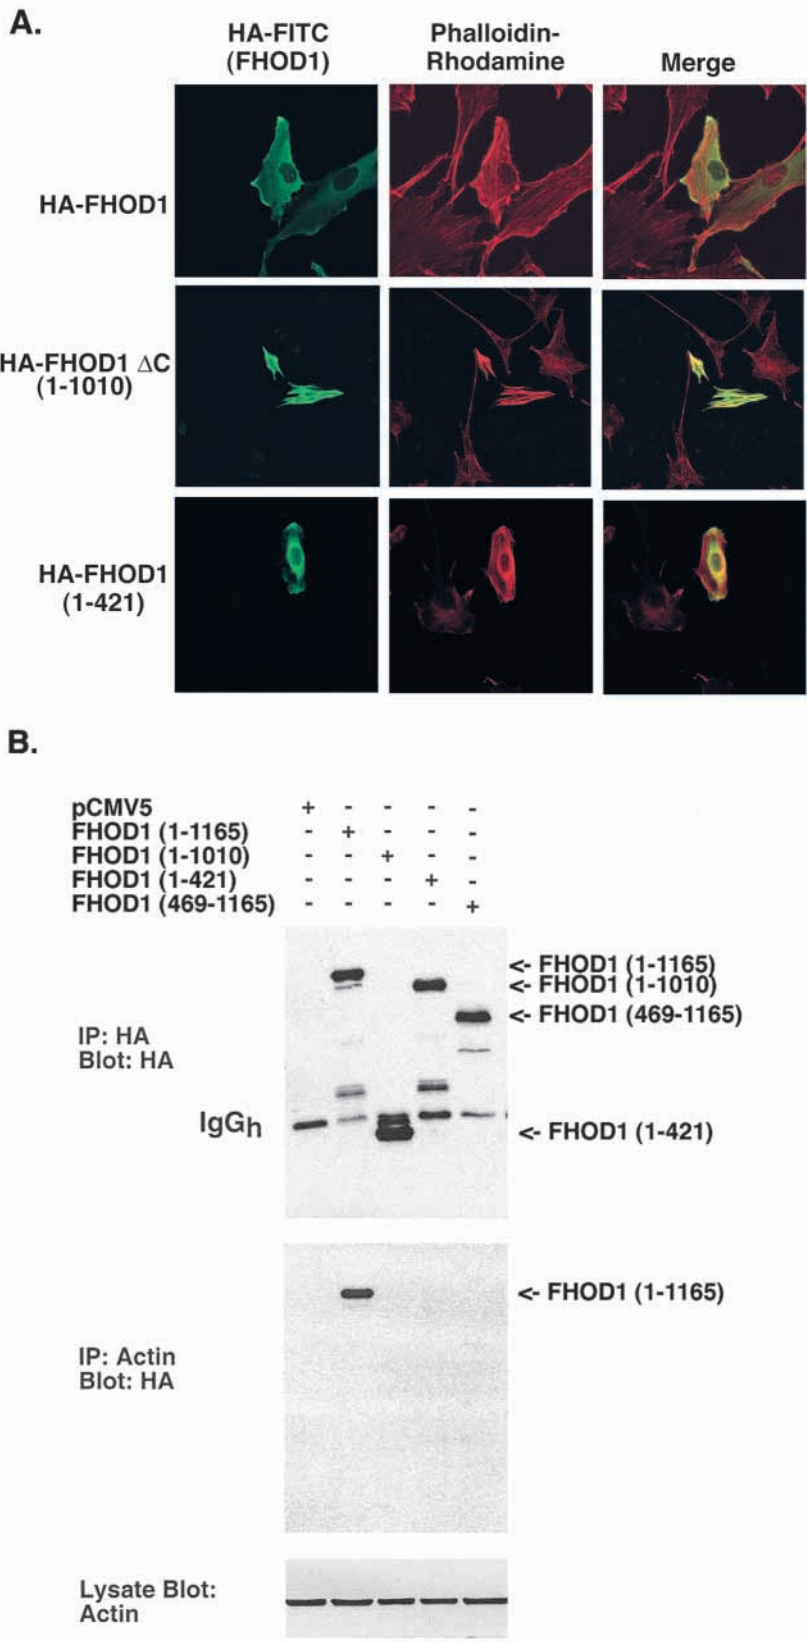 A.
HA-FITC
(FHOD1)
Phalloidin-
Rhodamine
Merge
HA-FHOD1
HA-FHOD1 ΔC
(1-1010)
HA-FHOD1
(1-421)
B.
pCMV5 + - - - -
FHOD1 (1-1165) - + - - -
FHOD1 (1-1010) - - + - -
FHOD1 (1-421) - - - + -
FHOD1 (469-1165) - - - - +
<- FHOD1 (1-1165)
<- FHOD1 (1-1010)
<- FHOD1 (469-1165)
IP: HA
Blot: HA
IgGh
<- FHOD1 (1-421)
<- FHOD1 (1-1165)
IP: Actin
Blot: HA
Lysate Blot:
Actin